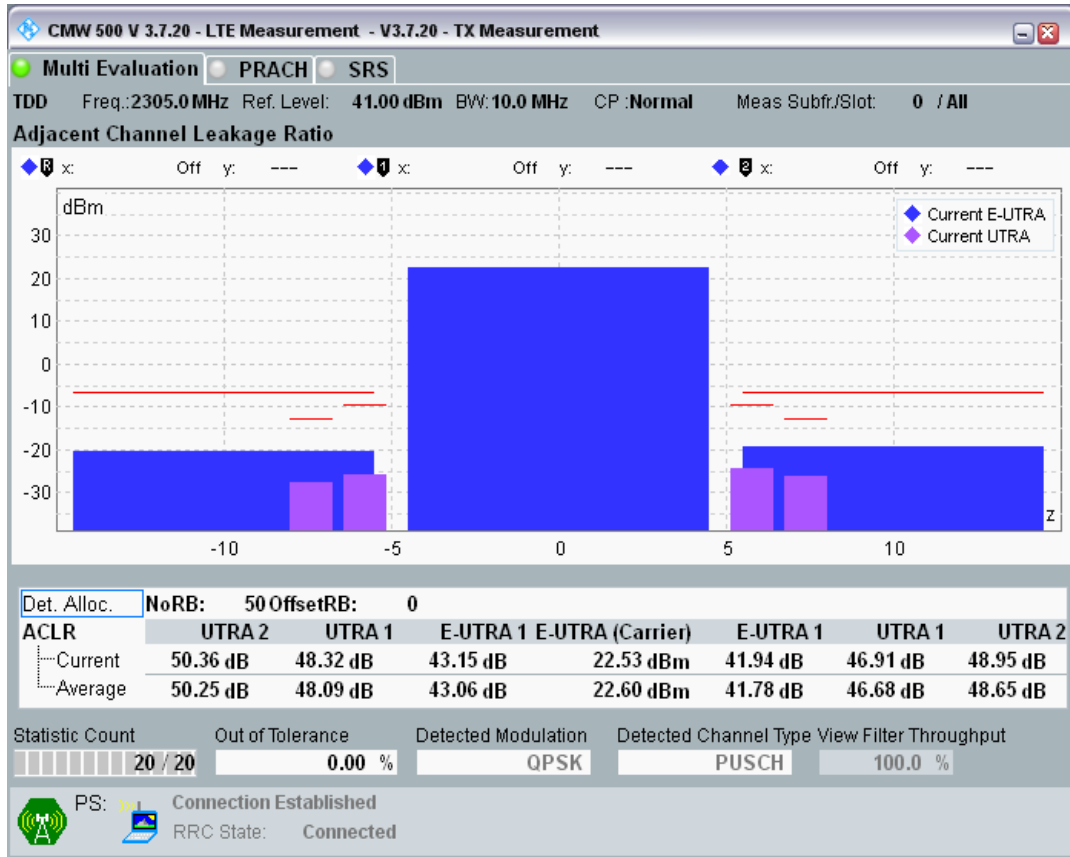 CMW 500 V 3.7.20 - LTE Measurement - V3.7.20 - TX Measurement
Multi Evaluation PRACH SRS
TDD Freq.:2305.0 MHz Ref. Level: 41.00 dBm BW: 10.0 MHz CP :Normal Meas Subfr./Slot: 0 / All
Adjacent Channel Leakage Ratio
R x: Off y: --- 1 x: Off y: --- 2 x: Off y: ---
dBm
Current E-UTRA
Current UTRA
30
20
10
0
-10
-20
-30
z
-10 -5 0 5 10
Det. Alloc. NoRB: 50 OffsetRB: 0
ACLR UTRA 2 UTRA 1 E-UTRA 1 E-UTRA (Carrier) E-UTRA 1 UTRA 1 UTRA 2
Current 50.36 dB 48.32 dB 43.15 dB 22.53 dBm 41.94 dB 46.91 dB 48.95 dB
Average 50.25 dB 48.09 dB 43.06 dB 22.60 dBm 41.78 dB 46.68 dB 48.65 dB
Statistic Count Out of Tolerance Detected Modulation Detected Channel Type View Filter Throughput
20 / 20 0.00 % QPSK PUSCH 100.0 %
PS: Connection Established
RRC State: Connected